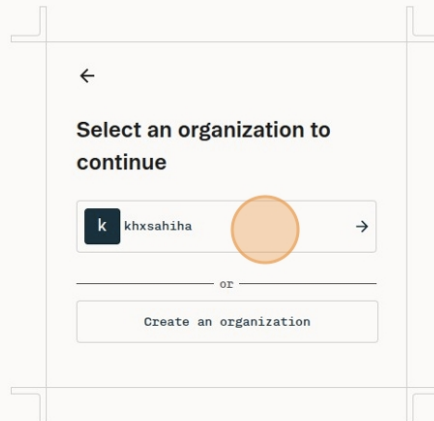 Select an organization to
continue
k khxsahiha
or
Create an organization